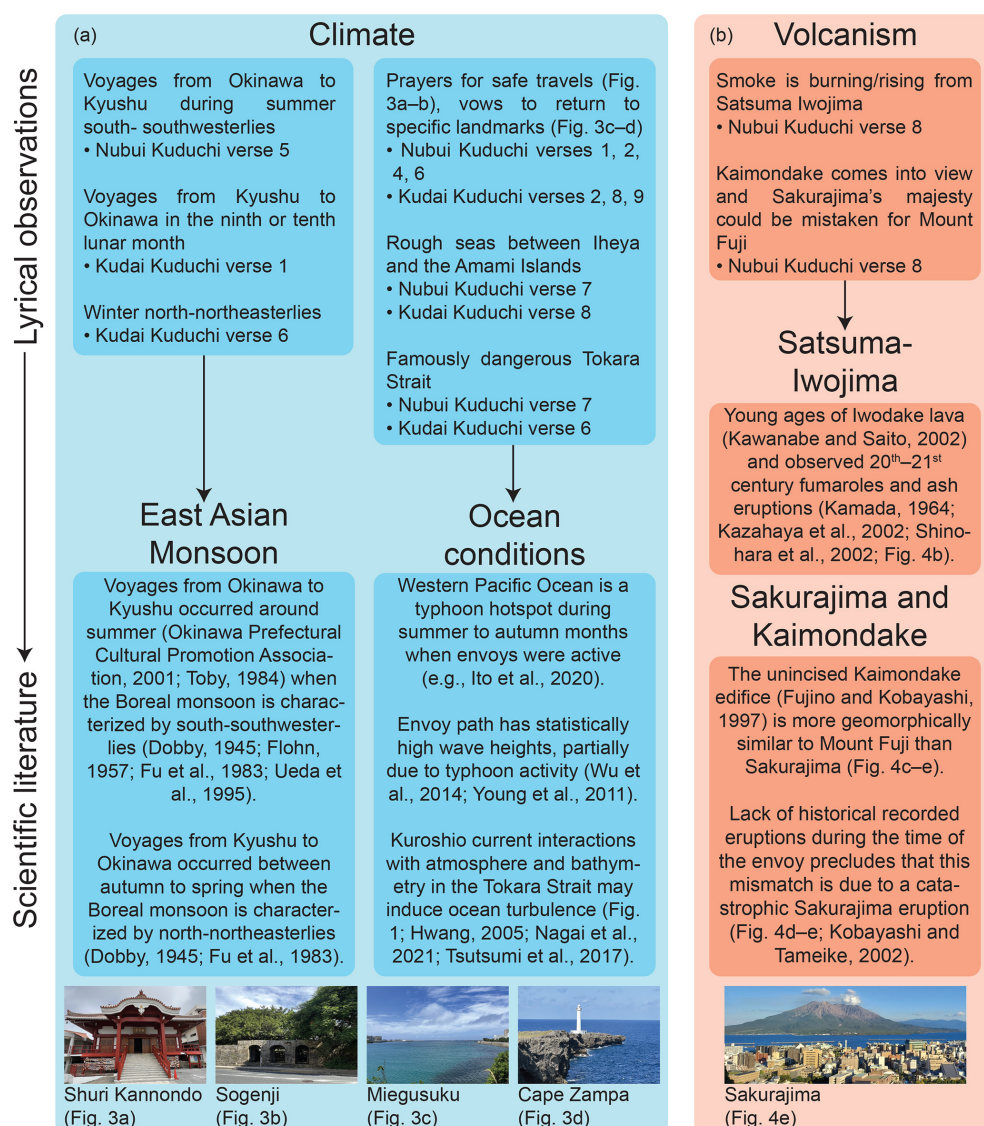 Lyrical observations
Scientific literature
(a)
Climate
Voyages from Okinawa to
Kyushu during summer
south- southwesterlies
• Nubui Kuduchi verse 5
Voyages from Kyushu to
Okinawa in the ninth or tenth
lunar month
• Kudai Kuduchi verse 1
Winter north-northeasterlies
• Kudai Kuduchi verse 6
Prayers for safe travels (Fig.
3a–b), vows to return to
specific landmarks (Fig. 3c–d)
• Nubui Kuduchi verses 1, 2,
4, 6
• Kudai Kuduchi verses 2, 8, 9
Rough seas between Iheya
and the Amami Islands
• Nubui Kuduchi verse 7
• Kudai Kuduchi verse 8
Famously dangerous Tokara
Strait
• Nubui Kuduchi verse 7
• Kudai Kuduchi verse 6
East Asian
Monsoon
Voyages from Okinawa to
Kyushu occurred around
summer (Okinawa Prefectural
Cultural Promotion Associa-
tion, 2001; Toby, 1984) when
the Boreal monsoon is charac-
terized by south-southwester-
lies (Dobby, 1945; Flohn,
1957; Fu et al., 1983; Ueda et
al., 1995).
Voyages from Kyushu to
Okinawa occurred between
autumn to spring when the
Boreal monsoon is character-
ized by north-northeasterlies
(Dobby, 1945; Fu et al., 1983).
Ocean
conditions
Western Pacific Ocean is a
typhoon hotspot during
summer to autumn months
when envoys were active
(e.g., Ito et al., 2020).
Envoy path has statistically
high wave heights, partially
due to typhoon activity (Wu et
al., 2014; Young et al., 2011).
Kuroshio current interactions
with atmosphere and bathym-
etry in the Tokara Strait may
induce ocean turbulence (Fig.
1; Hwang, 2005; Nagai et al.,
2021; Tsutsumi et al., 2017).
Shuri Kannondo
(Fig. 3a)
Sogenji
(Fig. 3b)
Miegusuku
(Fig. 3c)
Cape Zampa
(Fig. 3d)
(b)
Volcanism
Smoke is burning/rising from
Satsuma Iwojima
• Nubui Kuduchi verse 8
Kaimondake comes into view
and Sakurajima's majesty
could be mistaken for Mount
Fuji
• Nubui Kuduchi verse 8
Satsuma-
Iwojima
Young ages of Iwodake lava
(Kawanabe and Saito, 2002)
and observed 20th–21st
century fumaroles and ash
eruptions (Kamada, 1964;
Kazahaya et al., 2002; Shino-
hara et al., 2002; Fig. 4b).
Sakurajima and
Kaimondake
The unincised Kaimondake
edifice (Fujino and Kobayashi,
1997) is more geomorphically
similar to Mount Fuji than
Sakurajima (Fig. 4c–e).
Lack of historical recorded
eruptions during the time of
the envoy precludes that this
mismatch is due to a cata-
strophic Sakurajima eruption
(Fig. 4d–e; Kobayashi and
Tameike, 2002).
Sakurajima
(Fig. 4e)